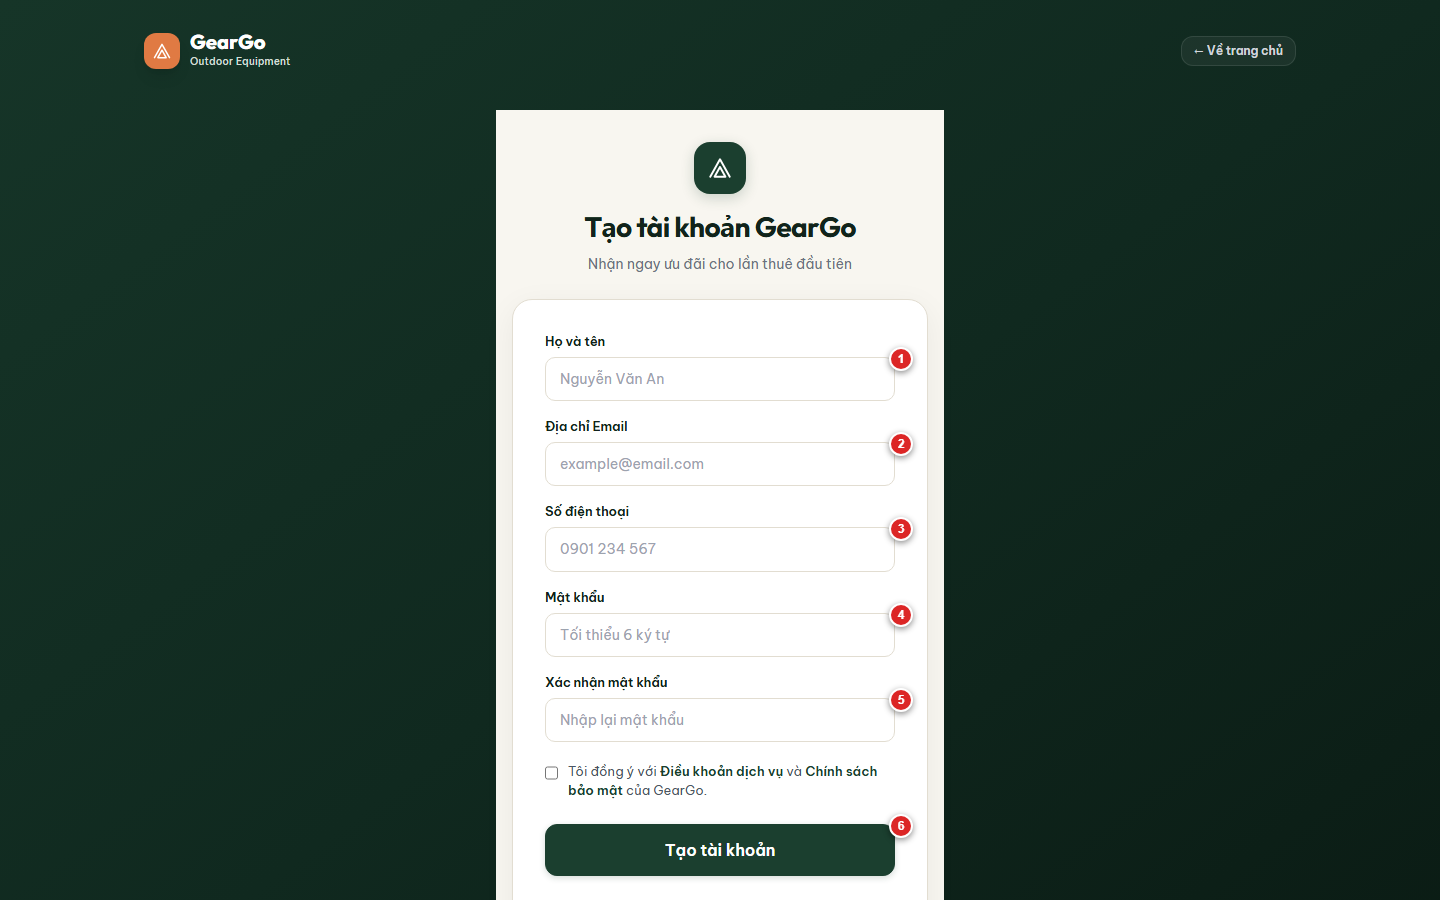 GearGo
Outdoor Equipment
← Về trang chủ
Tạo tài khoản GearGo
Nhận ngay ưu đãi cho lần thuê đầu tiên
Họ và tên
1
Nguyễn Văn An
Địa chỉ Email
2
example@email.com
Số điện thoại
3
0901 234 567
Mật khẩu
4
Tối thiểu 6 ký tự
Xác nhận mật khẩu
5
Nhập lại mật khẩu
Tôi đồng ý với Điều khoản dịch vụ và Chính sách
bảo mật của GearGo.
6
Tạo tài khoản